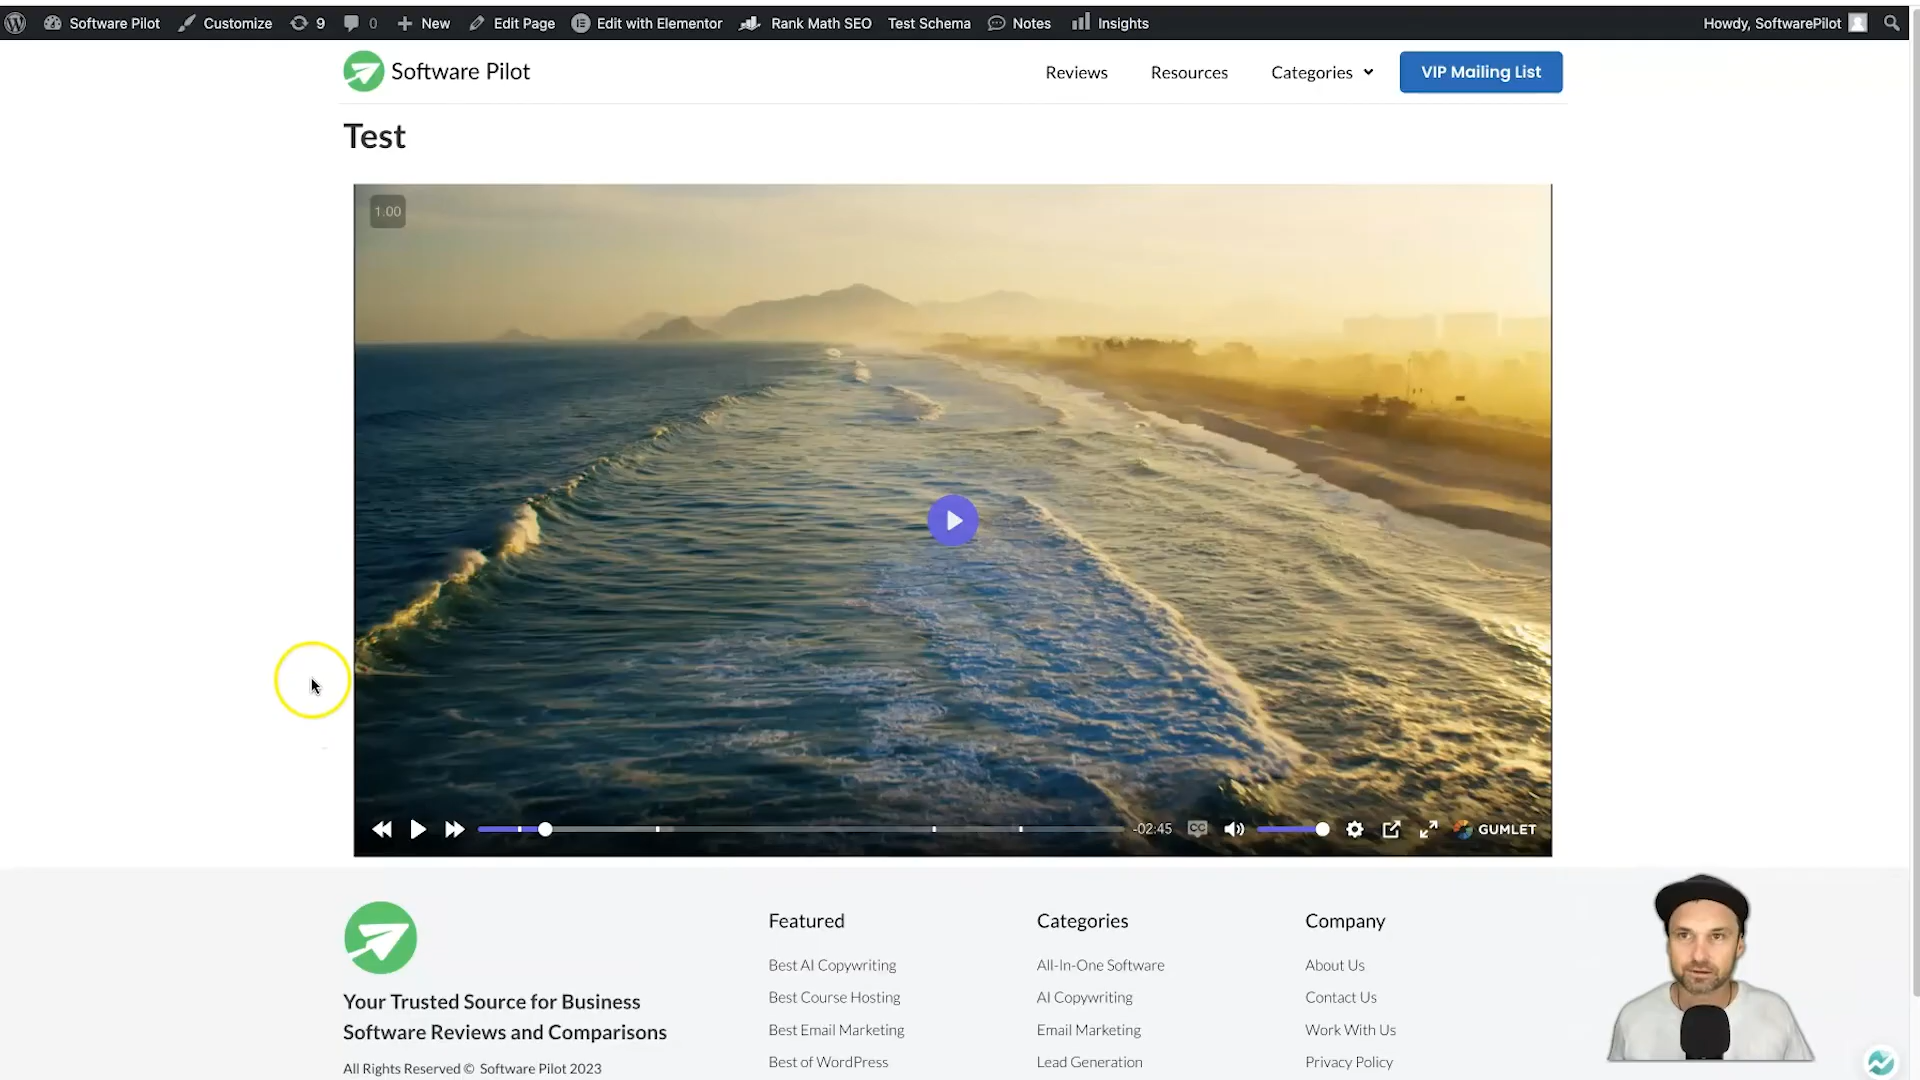 Software Pilot Customize 9 0 New Edit Page Edit with Elementor Rank Math SEO Test Schema Notes Insights Howdy, SoftwarePilot
Software Pilot Reviews Resources Categories VIP Mailing List
Test
1.00
-02:45 CC GUMLET
Your Trusted Source for Business
Software Reviews and Comparisons
All Rights Reserved © Software Pilot 2023
Featured
Best AI Copywriting
Best Course Hosting
Best Email Marketing
Best of WordPress
Categories
All-In-One Software
AI Copywriting
Email Marketing
Lead Generation
Company
About Us
Contact Us
Work With Us
Privacy Policy